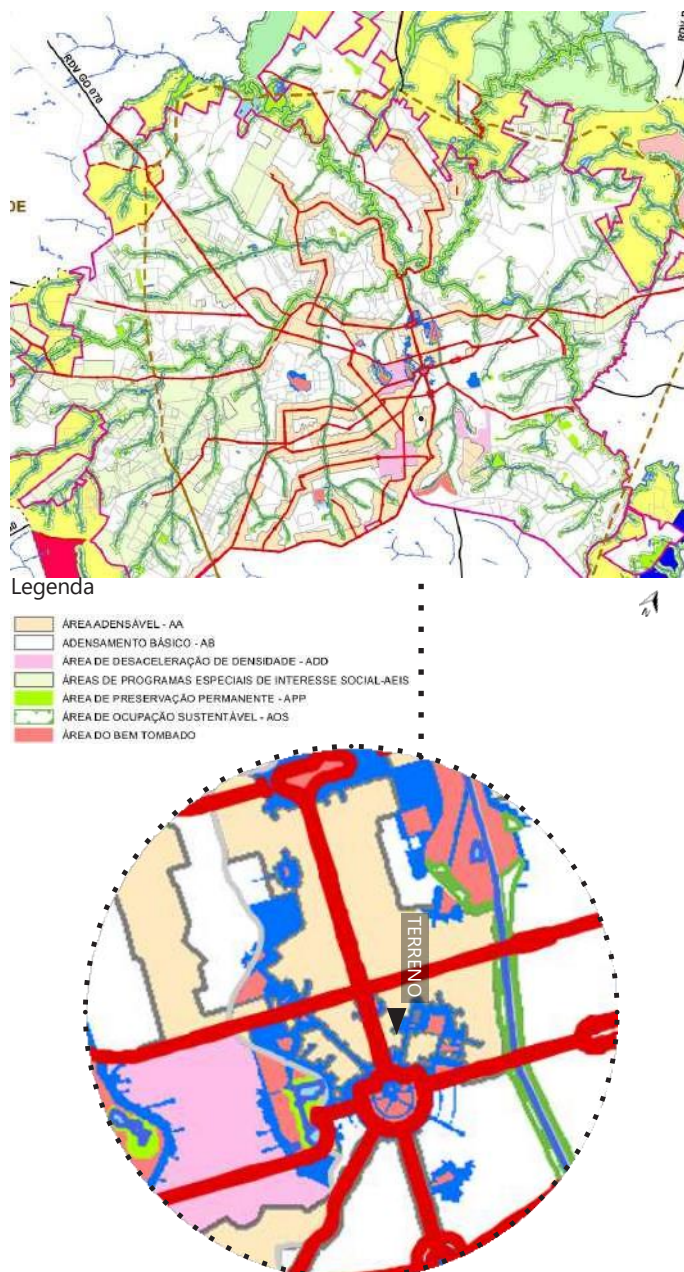 RDV GO 070
DE
Legenda
N
ÁREA ADENSÁVEL - AA
ADENSAMENTO BÁSICO - AB
ÁREA DE DESACELERAÇÃO DE DENSIDADE - ADD
ÁREAS DE PROGRAMAS ESPECIAIS DE INTERESSE SOCIAL-AEIS
ÁREA DE PRESERVAÇÃO PERMANENTE - APP
ÁREA DE OCUPAÇÃO SUSTENTÁVEL - AOS
ÁREA DO BEM TOMBADO
TERRENO